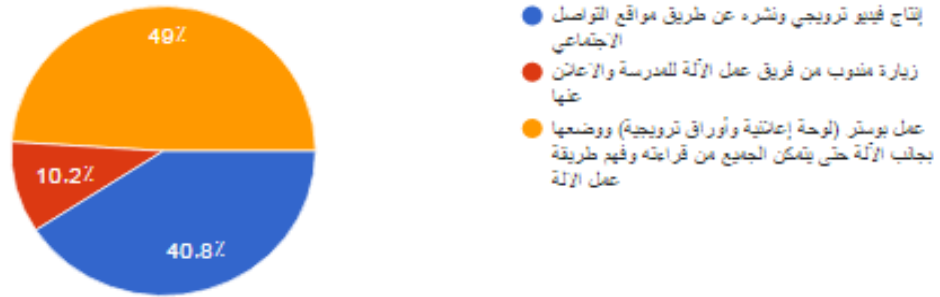 49٪
10.2٪
40.8٪
إنتاج فيديو ترويجي ونشره عن طريق مواقع التواصل
الاجتماعي
زيارة مندوب من فريق عمل الآلة للمدرسة والاعلان
عنها
عمل بوستر (لوحة إعلانية وأوراق ترويجية) ووضعها
بجانب الآلة حتى يتمكن الجميع من قراءته وفهم طريقة
عمل الالة